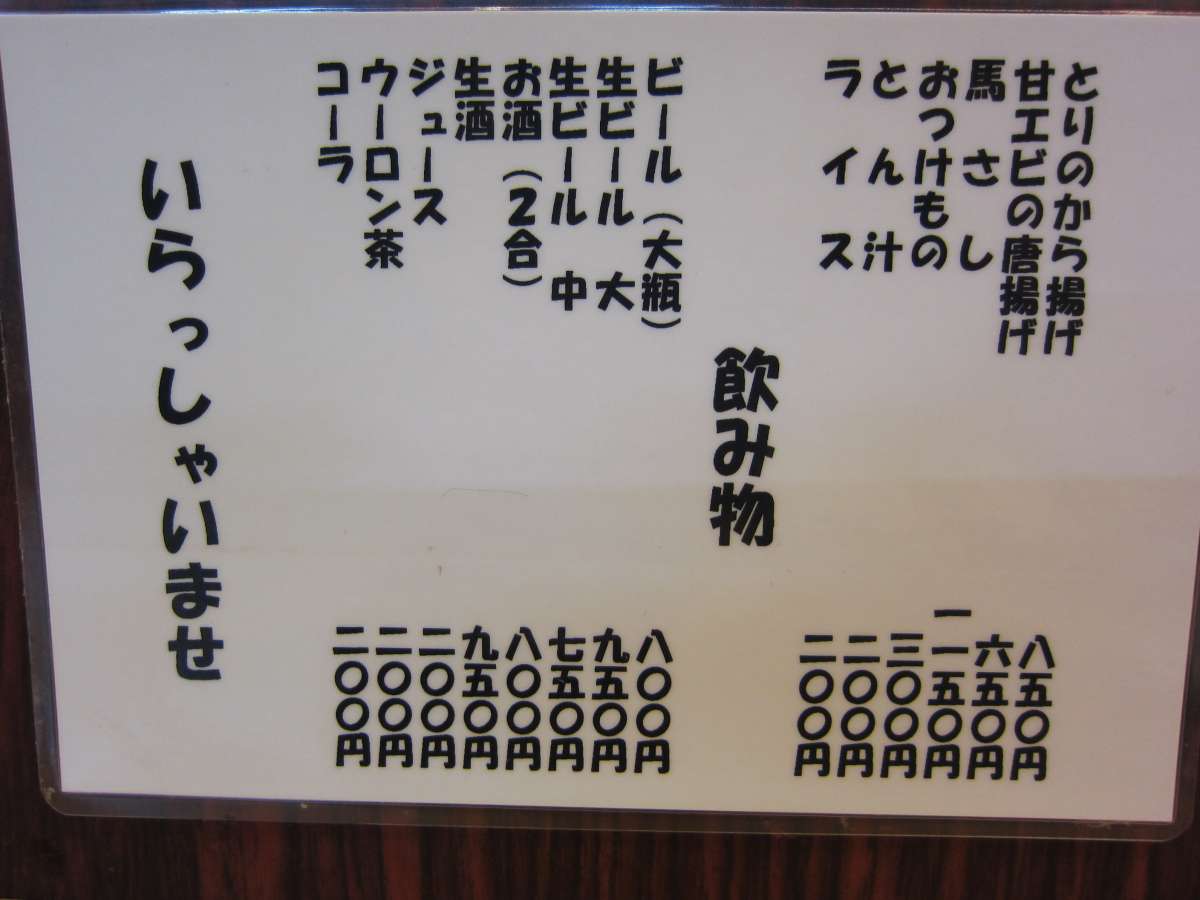 とりのから揚げ 八五〇円
甘エビの唐揚げ 六五〇円
馬さし 一一五〇円
おつけもの 三〇〇円
とん汁 二〇〇円
ライス 二〇〇円
飲み物
ビール（大瓶） 八〇〇円
生ビール 大 九五〇円
生ビール 中 七五〇円
お酒（2合） 八〇〇円
生酒 九五〇円
ジュース 二〇〇円
ウーロン茶 二〇〇円
コーラ 二〇〇円
いらっしゃいませ